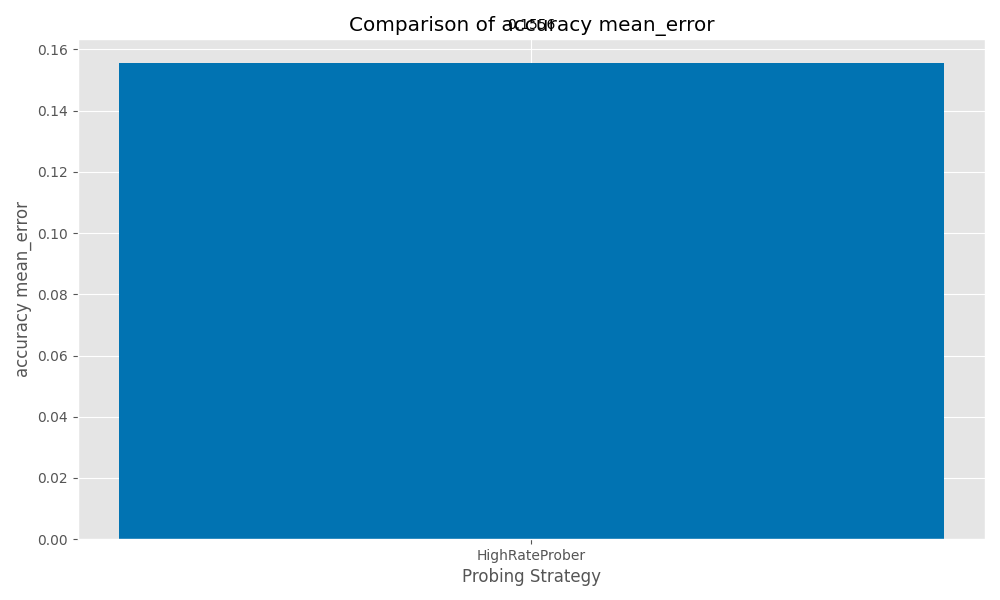 Comparison of accuracy mean_error
0.1556
0.16
0.14
0.12
0.10
0.08
0.06
0.04
0.02
0.00
accuracy mean_error
HighRateProber
Probing Strategy